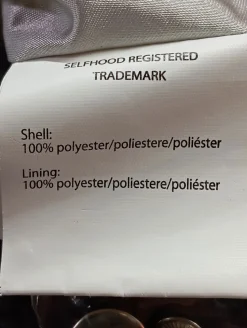 SELFHOOD REGISTERED
TRADEMARK
Shell:
100% polyester/poliestere/poliéster
Lining:
100% polyester/poliestere/poliéster